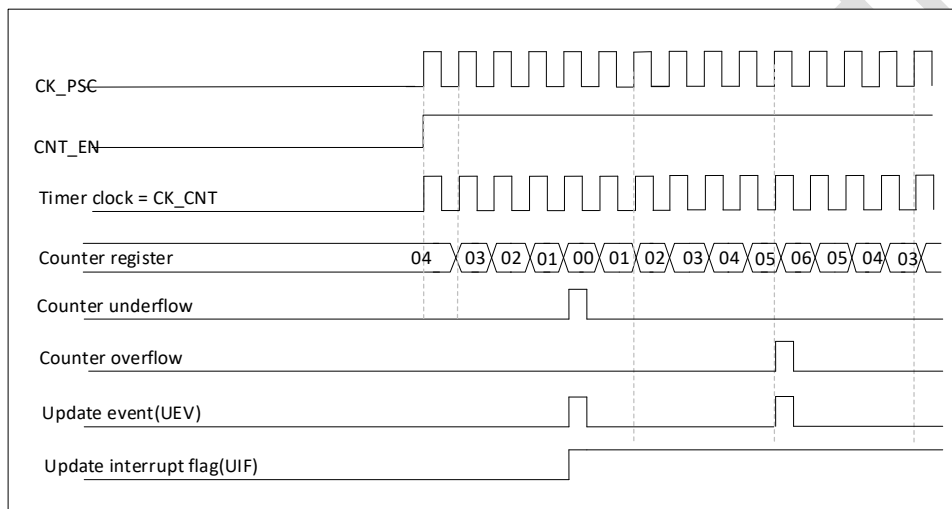 CK_PSC
CNT_EN
Timer clock = CK_CNT
Counter register 04 03 02 01 00 01 02 03 04 05 06 05 04 03
Counter underflow
Counter overflow
Update event(UEV)
Update interrupt flag(UIF)